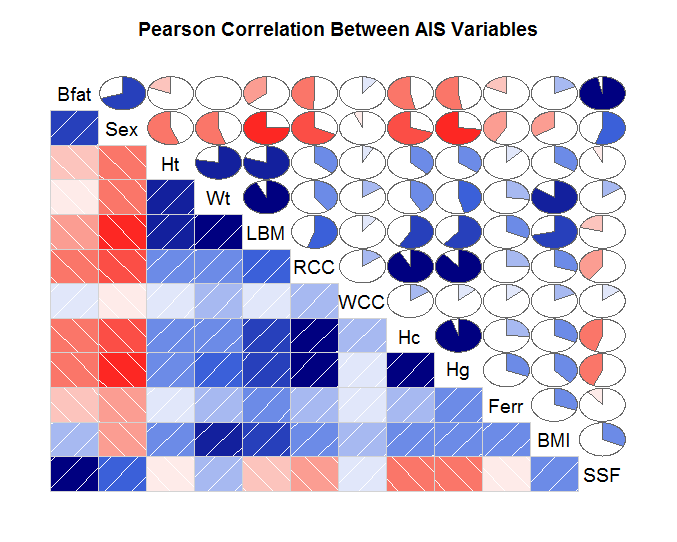 Pearson Correlation Between AIS Variables
Bfat
Sex
Ht
Wt
LBM
RCC
WCC
Hc
Hg
Ferr
BMI
SSF